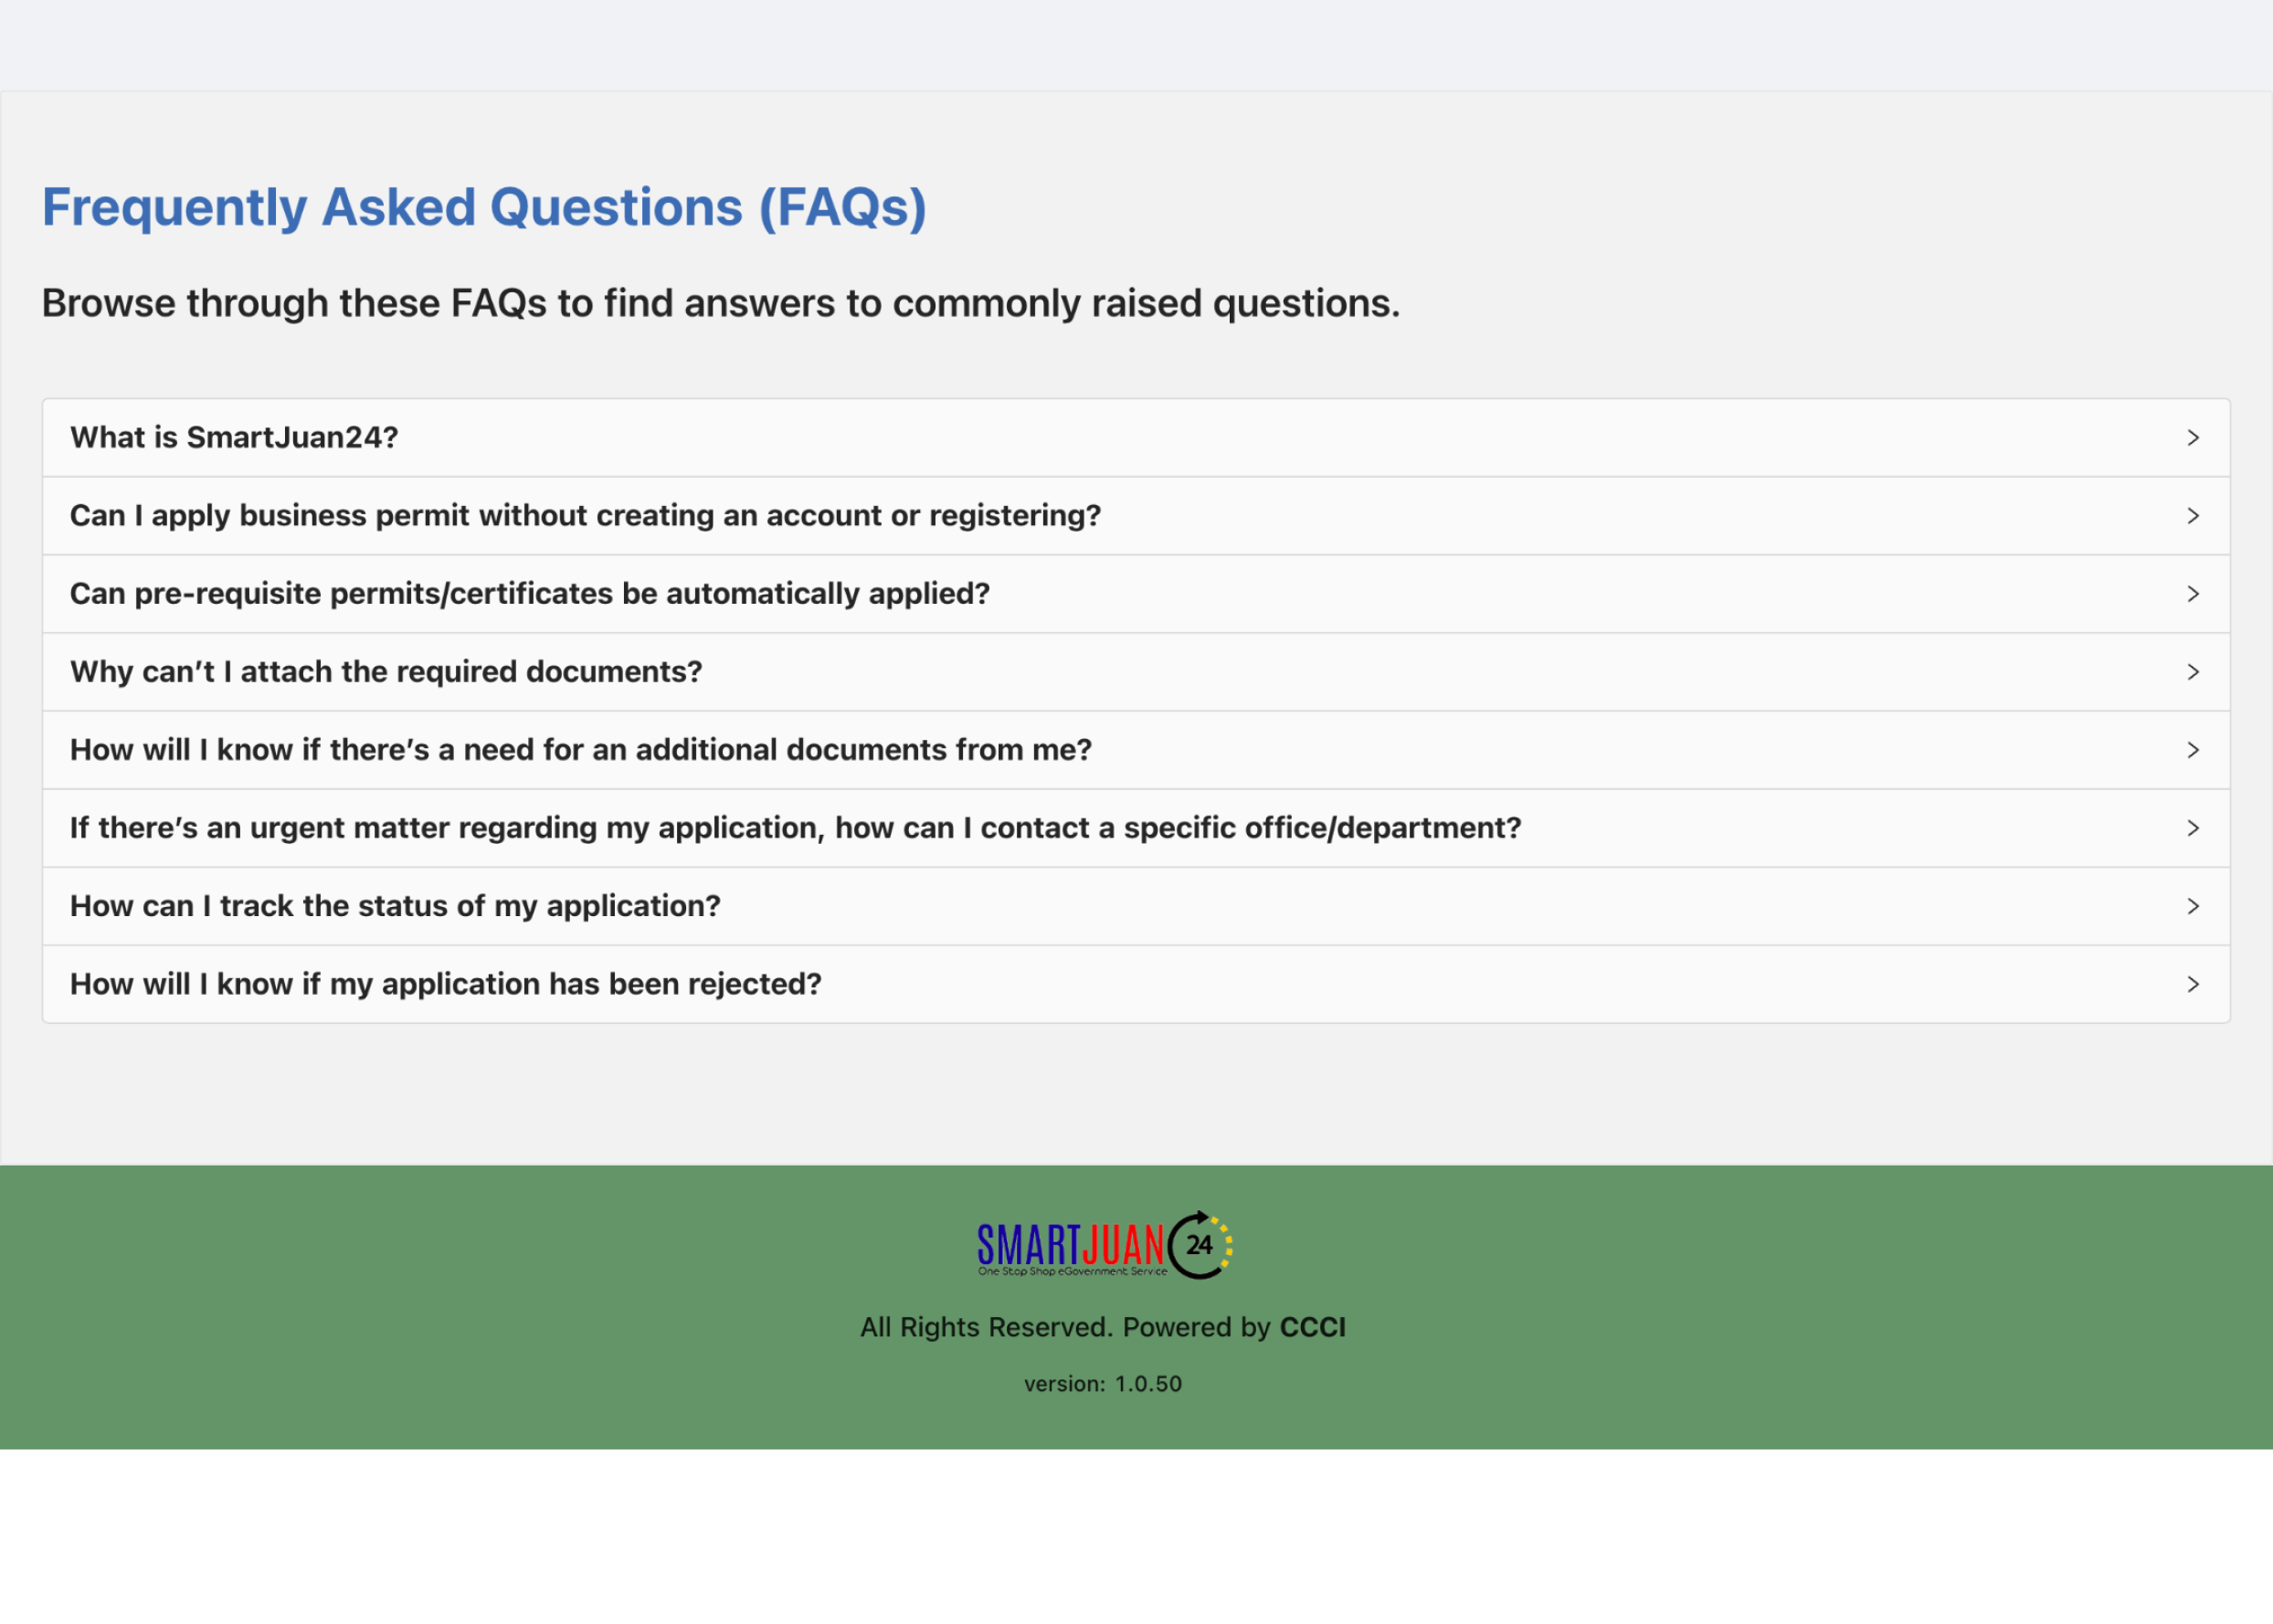 Frequently Asked Questions (FAQs)
Browse through these FAQs to find answers to commonly raised questions.
What is SmartJuan24?
Can I apply business permit without creating an account or registering?
Can pre-requisite permits/certificates be automatically applied?
Why can’t I attach the required documents?
How will I know if there’s a need for an additional documents from me?
If there’s an urgent matter regarding my application, how can I contact a specific office/department?
How can I track the status of my application?
How will I know if my application has been rejected?
SMARTJUAN 24
One Stop Shop eGovernment Service
All Rights Reserved. Powered by CCCI
version: 1.0.50